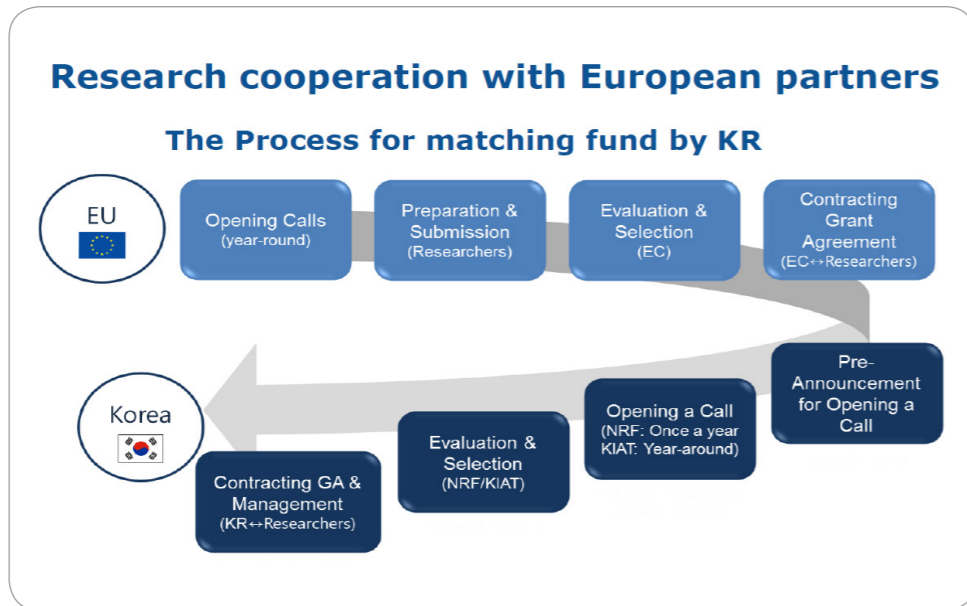 Research cooperation with European partners
The Process for matching fund by KR
EU
Opening Calls
(year-round)
Preparation &
Submission
(Researchers)
Evaluation &
Selection
(EC)
Contracting
Grant
Agreement
(EC↔Researchers)
Korea
Pre-
Announcement
for Opening a
Call
Opening a Call
(NRF: Once a year
KIAT: Year-around)
Evaluation &
Selection
(NRF/KIAT)
Contracting GA &
Management
(KR↔Researchers)